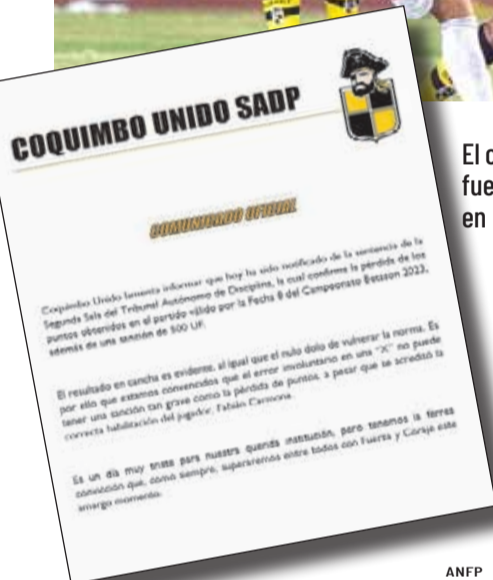 COQUIMBO UNIDO SADP
COMUNICADO OFICIAL
Coquimbo Unido lamenta informar que hoy ha sido notificado de la sentencia de la
Segunda Sala del Tribunal Autónomo de Disciplina, la cual confirma la pérdida de los
puntos obtenidos en el partido válido por la Fecha 8 del Campeonato Betsson 2023,
además de una sanción de 500 UF.
El resultado en cancha es evidente, al igual que el nulo dolo de vulnerar la norma. Es
por ello que estamos convencidos que el error involuntario en una "X" no puede
tener una sanción tan grave como la pérdida de puntos, a pesar que se acreditó la
correcta habilitación del jugador, Fabián Carmona.
Es un día muy triste para nuestra querida institución, pero tenemos la férrea
convicción que, como siempre, superaremos entre todos con Fuerza y Coraje este
amargo momento.
El
fue
en
ANFP